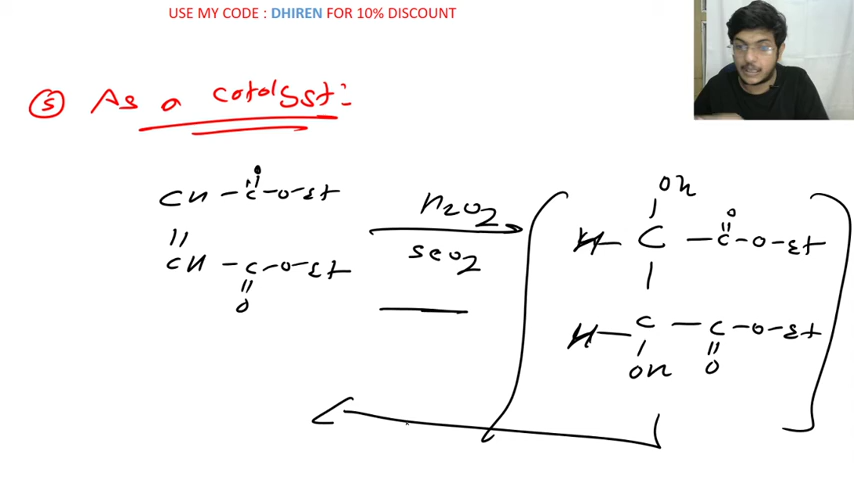 USE MY CODE : DHIREN FOR 10% DISCOUNT
⑤ As a catalyst:
CH - C - O - Et
O
||
||
CH - C - O - Et
||
O
H2O2
SeO2
OH
|
H - C - C - O - Et
||
O
|
H - C - C - O - Et
|
OH
||
O